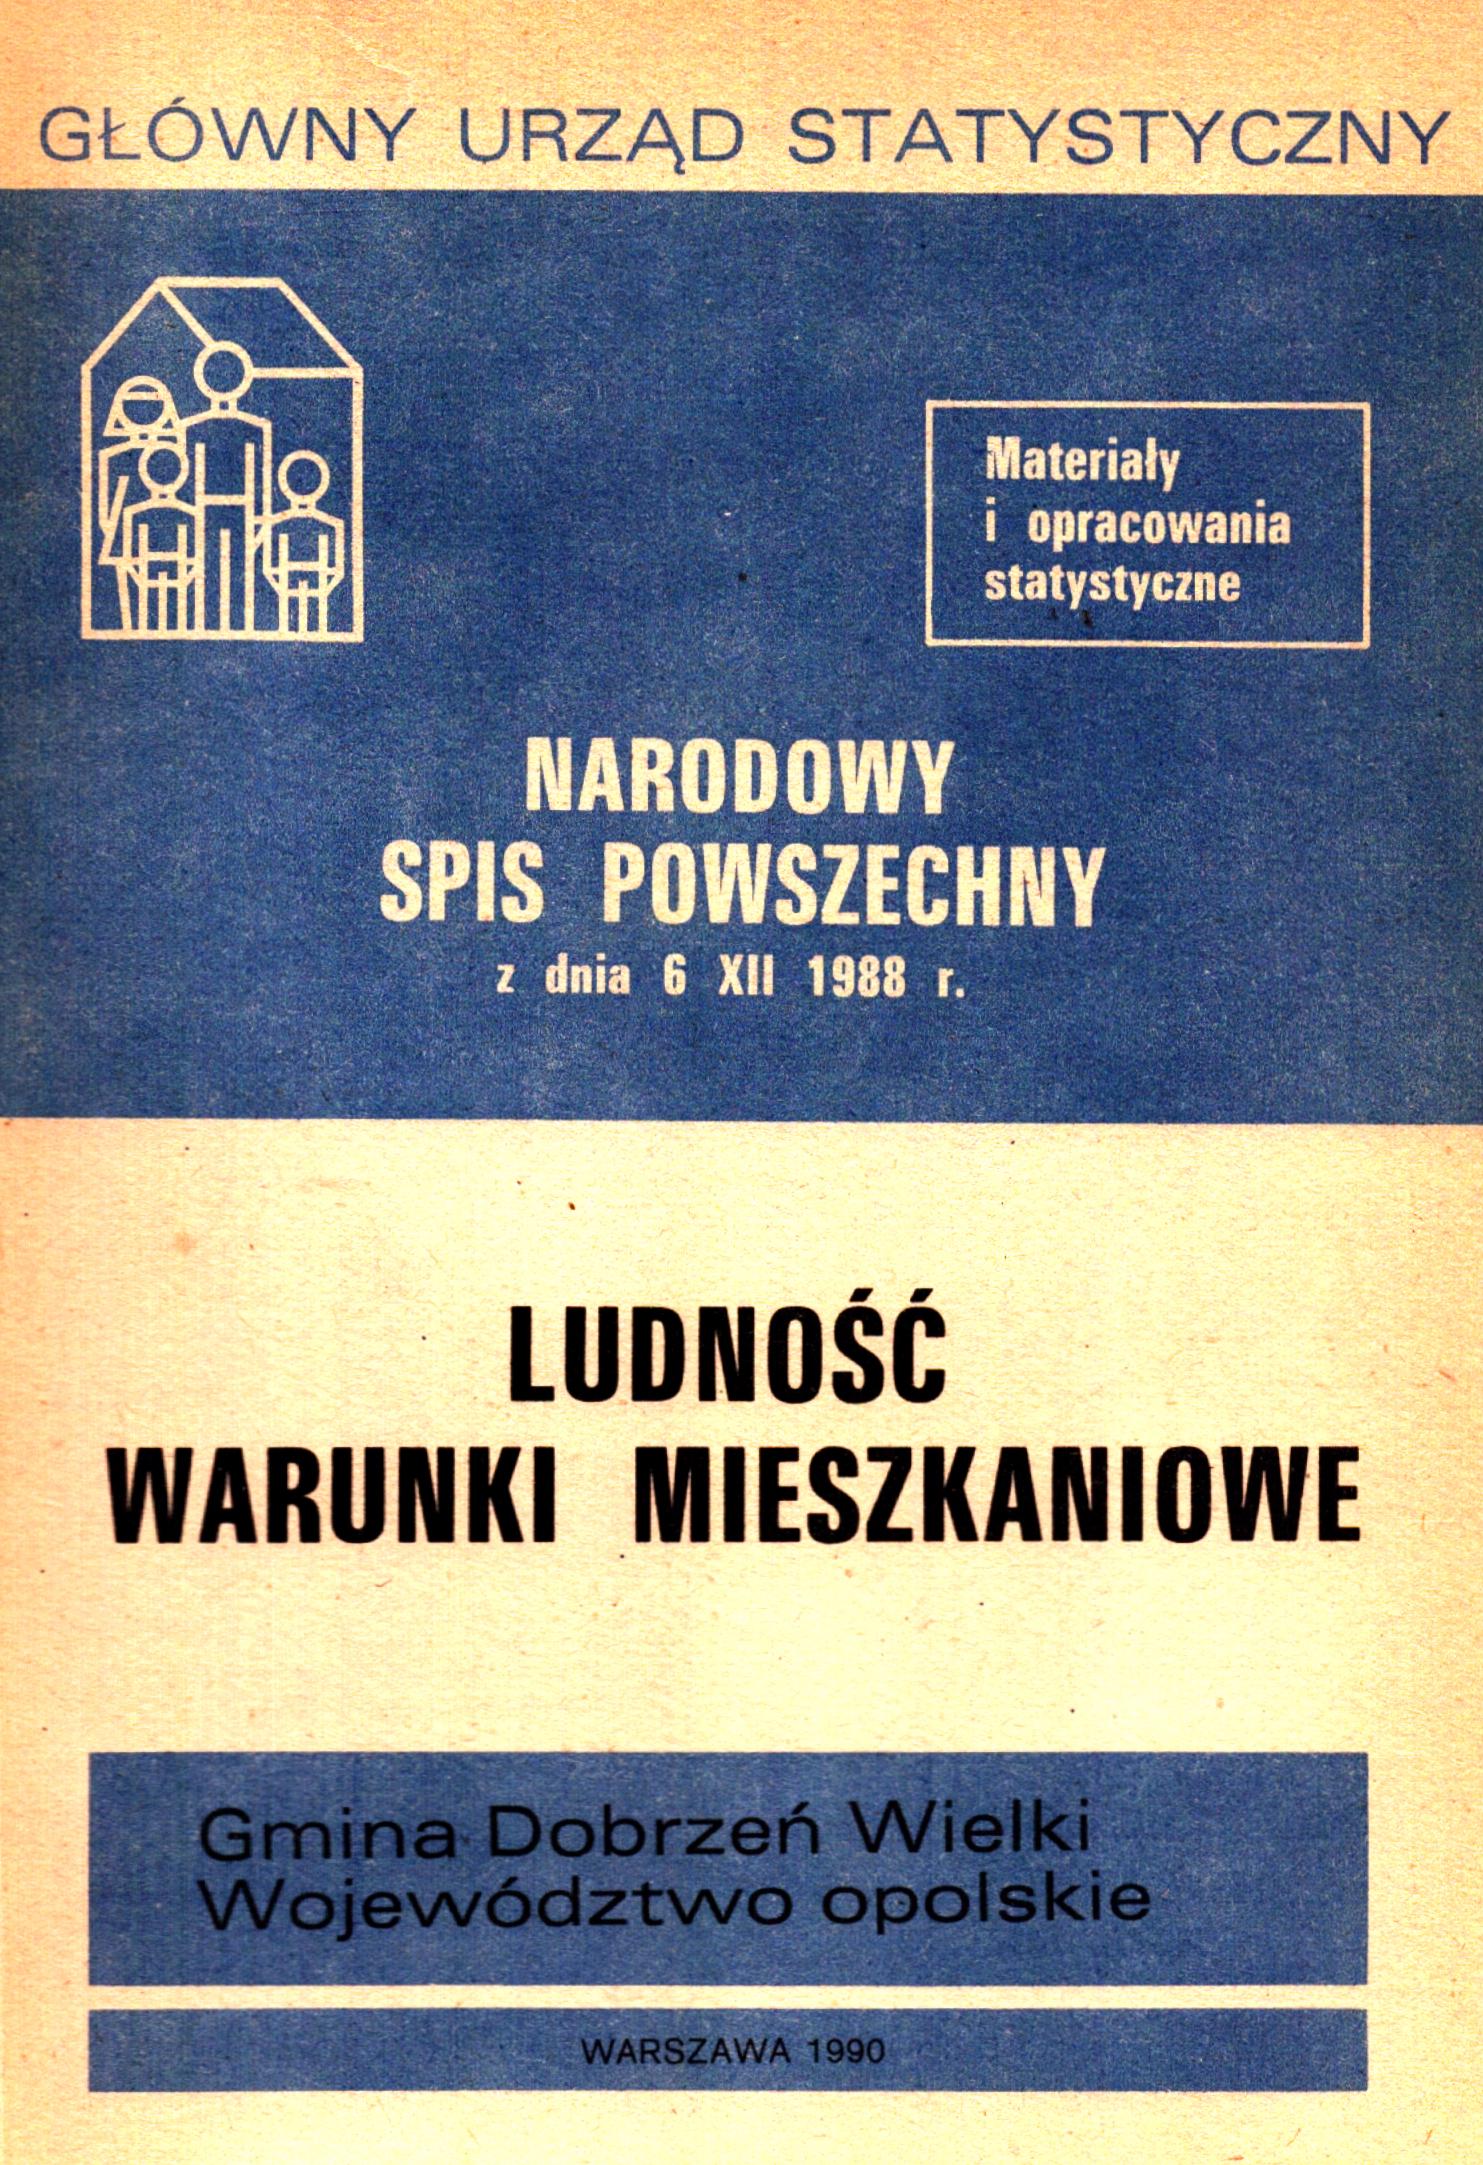 GŁÓWNY URZĄD STATYSTYCZNY
Materiały
i opracowania
statystyczne
NARODOWY
SPIS POWSZECHNY
z dnia 6 XII 1988 r.
LUDNOŚĆ
WARUNKI MIESZKANIOWE
Gmina Dobrzeń Wielki
Województwo opolskie
WARSZAWA 1990